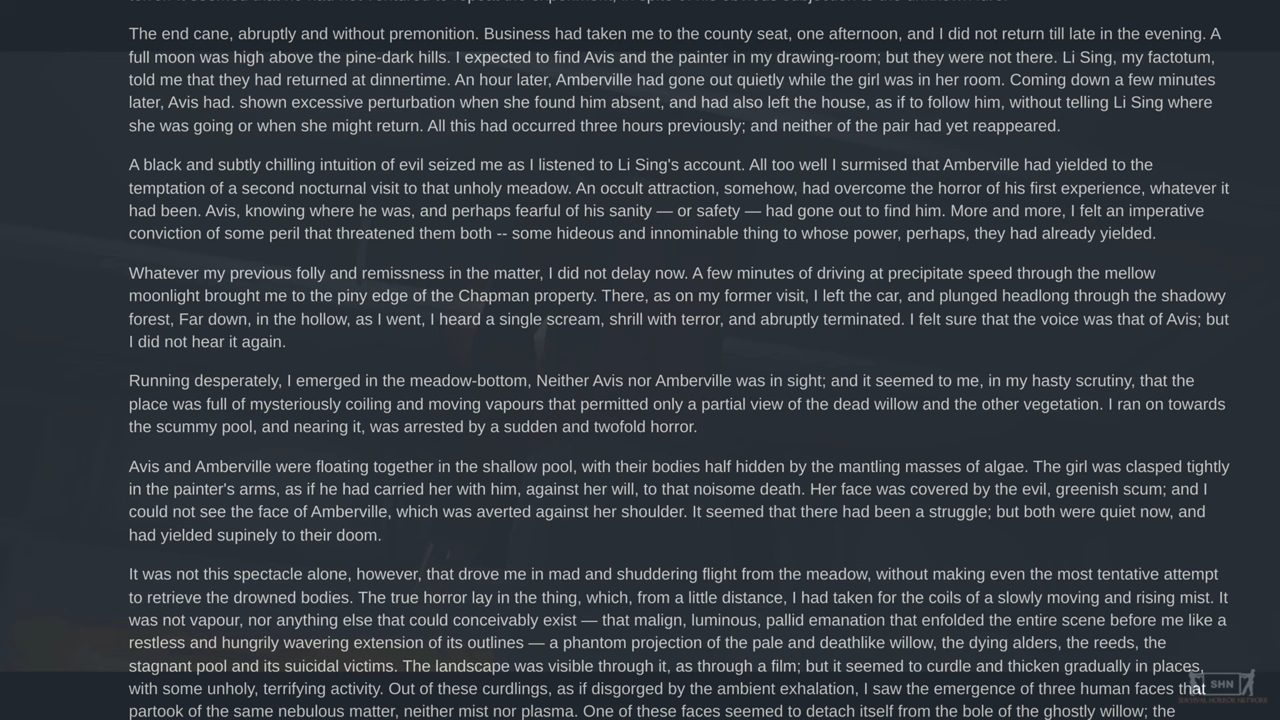 The end cane, abruptly and without premonition. Business had taken me to the county seat, one afternoon, and I did not return till late in the evening. A
full moon was high above the pine-dark hills. I expected to find Avis and the painter in my drawing-room; but they were not there. Li Sing, my factotum,
told me that they had returned at dinnertime. An hour later, Amberville had gone out quietly while the girl was in her room. Coming down a few minutes
later, Avis had. shown excessive perturbation when she found him absent, and had also left the house, as if to follow him, without telling Li Sing where
she was going or when she might return. All this had occurred three hours previously; and neither of the pair had yet reappeared.
A black and subtly chilling intuition of evil seized me as I listened to Li Sing's account. All too well I surmised that Amberville had yielded to the
temptation of a second nocturnal visit to that unholy meadow. An occult attraction, somehow, had overcome the horror of his first experience, whatever it
had been. Avis, knowing where he was, and perhaps fearful of his sanity — or safety — had gone out to find him. More and more, I felt an imperative
conviction of some peril that threatened them both -- some hideous and innominable thing to whose power, perhaps, they had already yielded.
Whatever my previous folly and remissness in the matter, I did not delay now. A few minutes of driving at precipitate speed through the mellow
moonlight brought me to the piny edge of the Chapman property. There, as on my former visit, I left the car, and plunged headlong through the shadowy
forest, Far down, in the hollow, as I went, I heard a single scream, shrill with terror, and abruptly terminated. I felt sure that the voice was that of Avis; but
I did not hear it again.
Running desperately, I emerged in the meadow-bottom, Neither Avis nor Amberville was in sight; and it seemed to me, in my hasty scrutiny, that the
place was full of mysteriously coiling and moving vapours that permitted only a partial view of the dead willow and the other vegetation. I ran on towards
the scummy pool, and nearing it, was arrested by a sudden and twofold horror.
Avis and Amberville were floating together in the shallow pool, with their bodies half hidden by the mantling masses of algae. The girl was clasped tightly
in the painter's arms, as if he had carried her with him, against her will, to that noisome death. Her face was covered by the evil, greenish scum; and I
could not see the face of Amberville, which was averted against her shoulder. It seemed that there had been a struggle; but both were quiet now, and
had yielded supinely to their doom.
It was not this spectacle alone, however, that drove me in mad and shuddering flight from the meadow, without making even the most tentative attempt
to retrieve the drowned bodies. The true horror lay in the thing, which, from a little distance, I had taken for the coils of a slowly moving and rising mist. It
was not vapour, nor anything else that could conceivably exist — that malign, luminous, pallid emanation that enfolded the entire scene before me like a
restless and hungrily wavering extension of its outlines — a phantom projection of the pale and deathlike willow, the dying alders, the reeds, the
stagnant pool and its suicidal victims. The landscape was visible through it, as through a film; but it seemed to curdle and thicken gradually in places,
with some unholy, terrifying activity. Out of these curdlings, as if disgorged by the ambient exhalation, I saw the emergence of three human faces that
partook of the same nebulous matter, neither mist nor plasma. One of these faces seemed to detach itself from the bole of the ghostly willow; the
SHN
SURVIVAL HORROR NETWORK